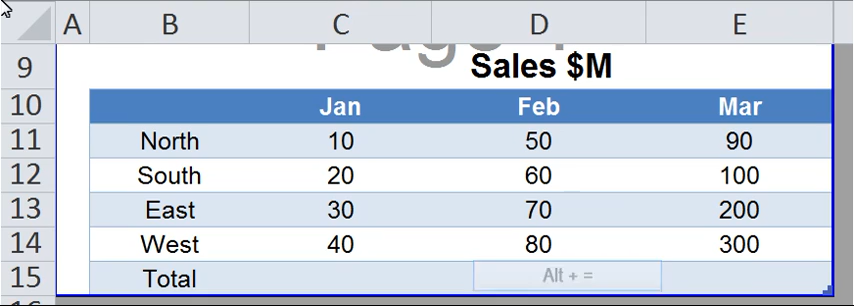 A B C D E
9 Sales $M
10 Jan Feb Mar
11 North 10 50 90
12 South 20 60 100
13 East 30 70 200
14 West 40 80 300
15 Total Alt + =